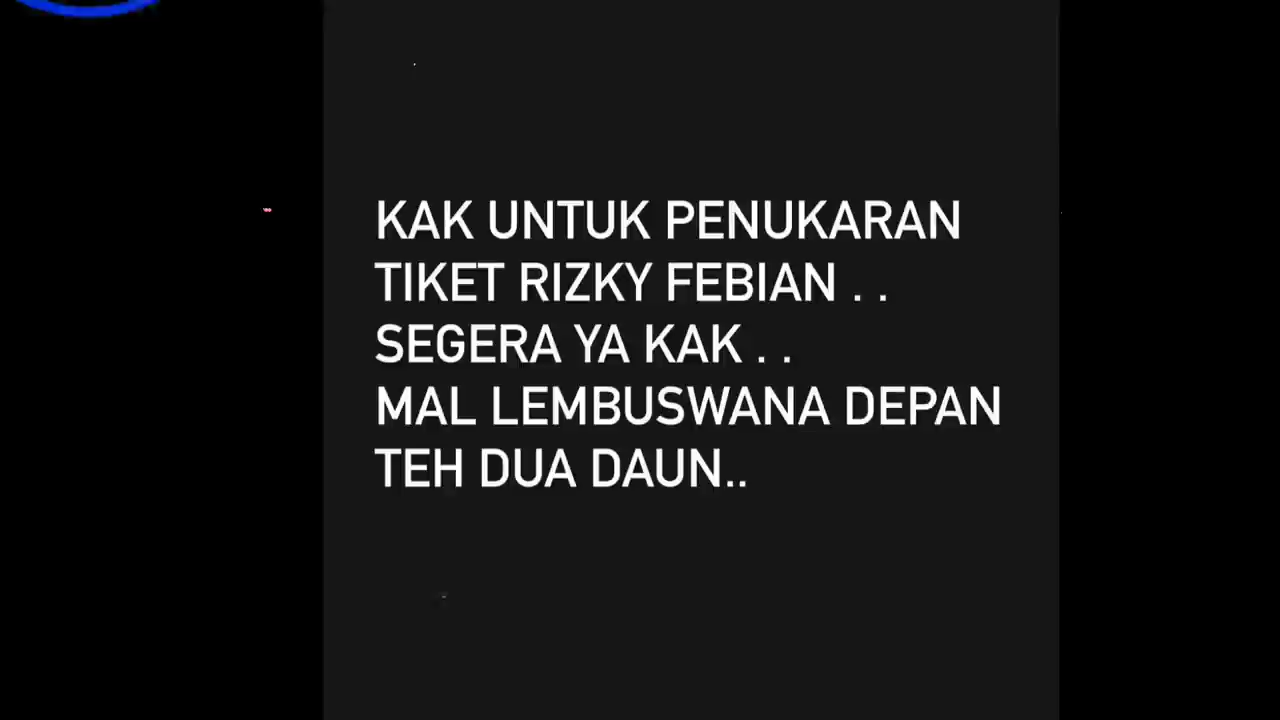 KAK UNTUK PENUKARAN
TIKET RIZKY FEBIAN . .
SEGERA YA KAK . .
MAL LEMBUSWANA DEPAN
TEH DUA DAUN..